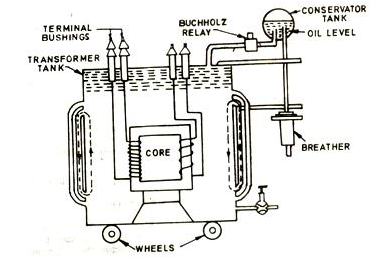 TERMINAL
BUSHINGS
TRANSFORMER
TANK
BUCHHOLZ
RELAY
CONSERVATOR
TANK
OIL LEVEL
CORE
BREATHER
WHEELS